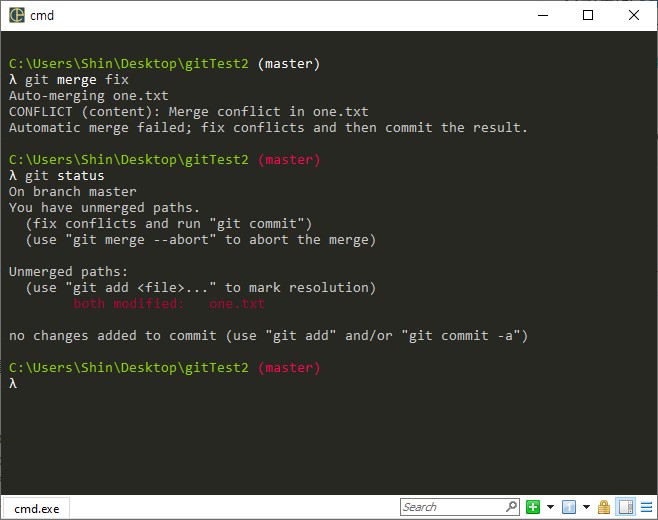 cmd
C:\Users\Shin\Desktop\gitTest2 (master)
λ git merge fix
Auto-merging one.txt
CONFLICT (content): Merge conflict in one.txt
Automatic merge failed; fix conflicts and then commit the result.
C:\Users\Shin\Desktop\gitTest2 (master)
λ git status
On branch master
You have unmerged paths.
  (fix conflicts and run "git commit")
  (use "git merge --abort" to abort the merge)
Unmerged paths:
  (use "git add <file>..." to mark resolution)
        both modified:   one.txt
no changes added to commit (use "git add" and/or "git commit -a")
C:\Users\Shin\Desktop\gitTest2 (master)
λ
cmd.exe
Search